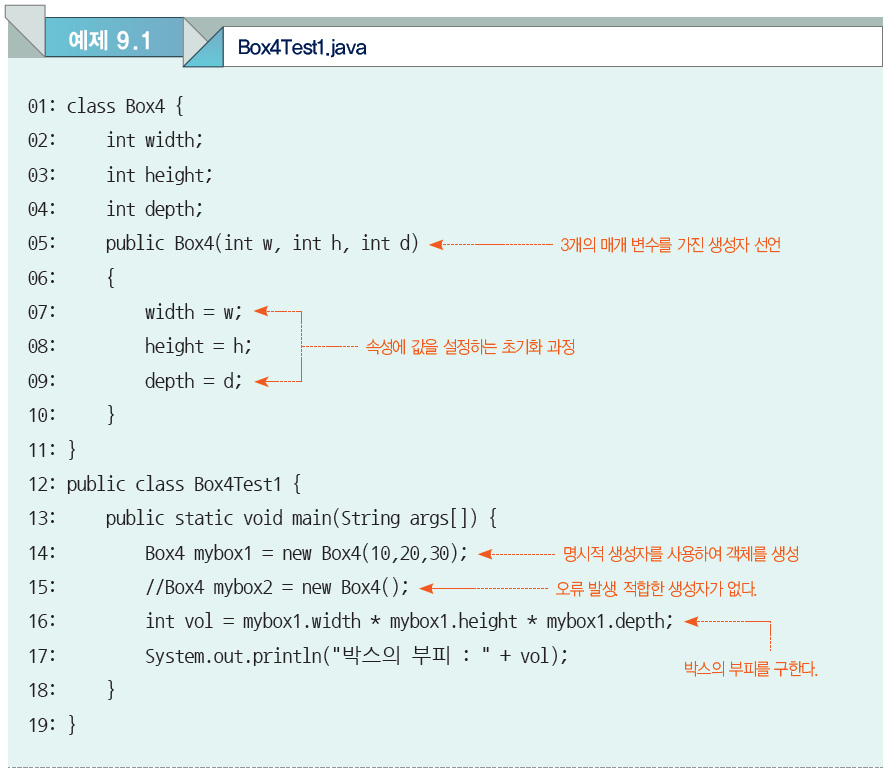 예제 9.1
Box4Test1.java
01: class Box4 {
02:     int width;
03:     int height;
04:     int depth;
05:     public Box4(int w, int h, int d) 3개의 매개 변수를 가진 생성자 선언
06:     {
07:         width = w;
08:         height = h; 속성에 값을 설정하는 초기화 과정
09:         depth = d;
10:     }
11: }
12: public class Box4Test1 {
13:     public static void main(String args[]) {
14:         Box4 mybox1 = new Box4(10,20,30); 명시적 생성자를 사용하여 객체를 생성
15:         //Box4 mybox2 = new Box4(); 오류 발생. 적합한 생성자가 없다.
16:         int vol = mybox1.width * mybox1.height * mybox1.depth;
17:         System.out.println("박스의 부피 : " + vol);
박스의 부피를 구한다.
18:     }
19: }